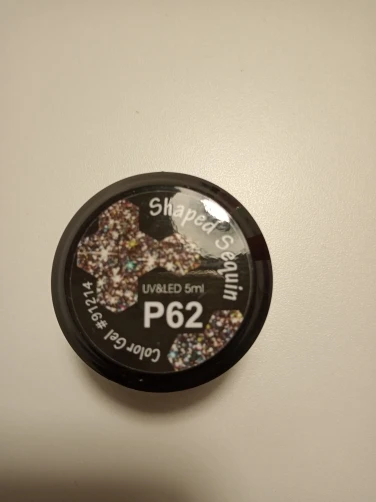 Shaped Sequin
UV&LED 5ml
P62
Color Gel #91214